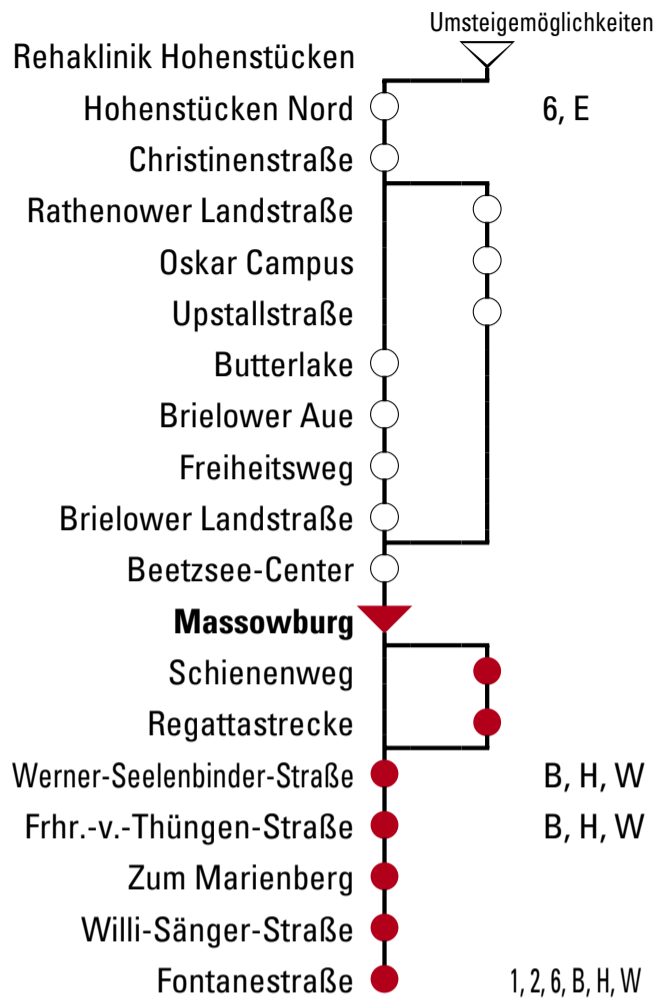 Umsteigemöglichkeiten
Rehaklinik Hohenstücken
Hohenstücken Nord 6, E
Christinenstraße
Rathenower Landstraße
Oskar Campus
Upstallstraße
Butterlake
Brielower Aue
Freiheitsweg
Brielower Landstraße
Beetzsee-Center
Massowburg
Schienenweg
Regattastrecke
Werner-Seelenbinder-Straße B, H, W
Frhr.-v.-Thüngen-Straße B, H, W
Zum Marienberg
Willi-Sänger-Straße
Fontanestraße 1, 2, 6, B, H, W